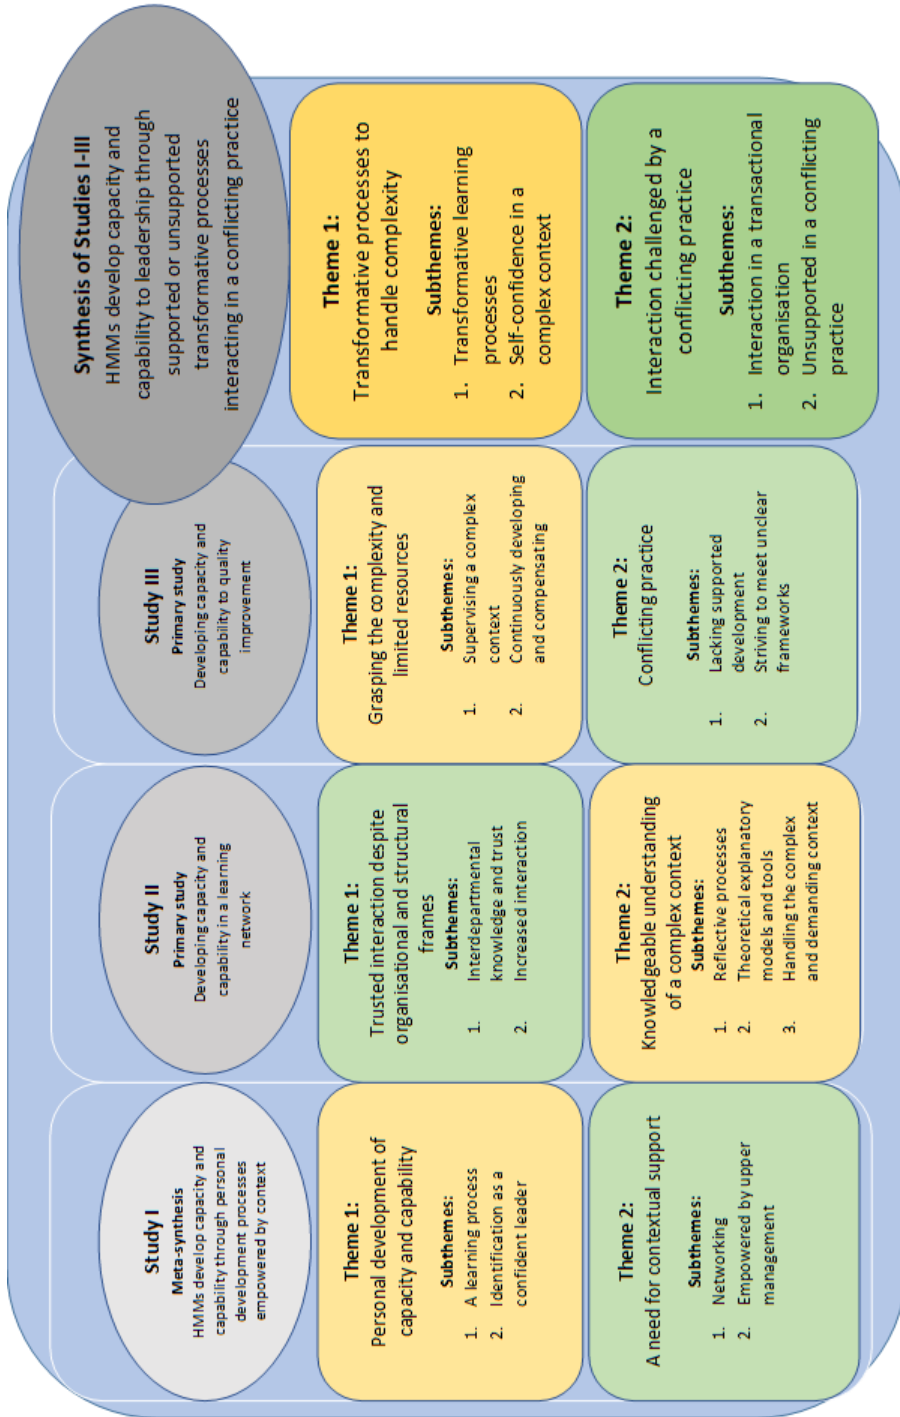 Study I
Meta-synthesis
HMMs develop capacity and
capability through personal
development processes
empowered by context
Theme 1:
Personal development of
capacity and capability
Subthemes:
1. A learning process
2. Identification as a
confident leader
Theme 2:
A need for contextual support
Subthemes:
1. Networking
2. Empowered by upper
management
Study II
Primary study
Developing capacity and
capability in a learning
network
Theme 1:
Trusted interaction despite
organisational and structural
frames
Subthemes:
1. Interdepartmental
knowledge and trust
2. Increased interaction
Theme 2:
Knowledgeable understanding
of a complex context
Subthemes:
1. Reflective processes
2. Theoretical explanatory
models and tools
3. Handling the complex
and demanding context
Study III
Primary study
Developing capacity and
capability to quality
improvement
Theme 1:
Grasping the complexity and
limited resources
Subthemes:
1. Supervising a complex
context
2. Continuously developing
and compensating
Theme 2:
Conflicting practice
Subthemes:
1. Lacking supported
development
2. Striving to meet unclear
frameworks
Synthesis of Studies I-III
HMMs develop capacity and
capability to leadership through
supported or unsupported
transformative processes
interacting in a conflicting practice
Theme 1:
Transformative processes to
handle complexity
Subthemes:
1. Transformative learning
processes
2. Self-confidence in a
complex context
Theme 2:
Interaction challenged by a
conflicting practice
Subthemes:
1. Interaction in a transactional
organisation
2. Unsupported in a conflicting
practice